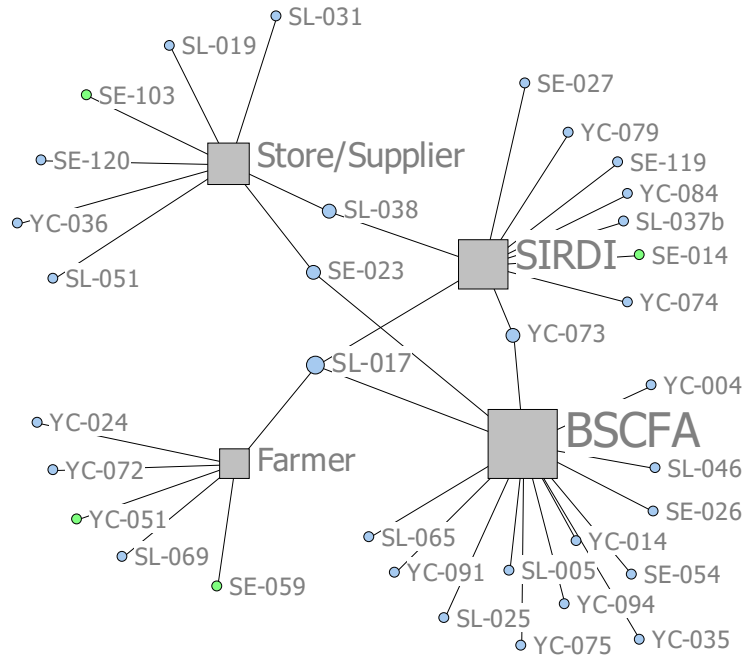 SL-031
SL-019
SE-103
SE-027
YC-079
Store/Supplier
SE-120
SE-119
YC-084
SL-038
SL-037b
YC-036
SIRDI
SE-014
SE-023
SL-051
YC-074
YC-073
SL-017
YC-004
YC-024
BSCFA
Farmer
SL-046
YC-072
SE-026
YC-051
SL-065
YC-014
SL-069
YC-091
SL-005
SE-054
SE-059
YC-094
SL-025
YC-075
YC-035